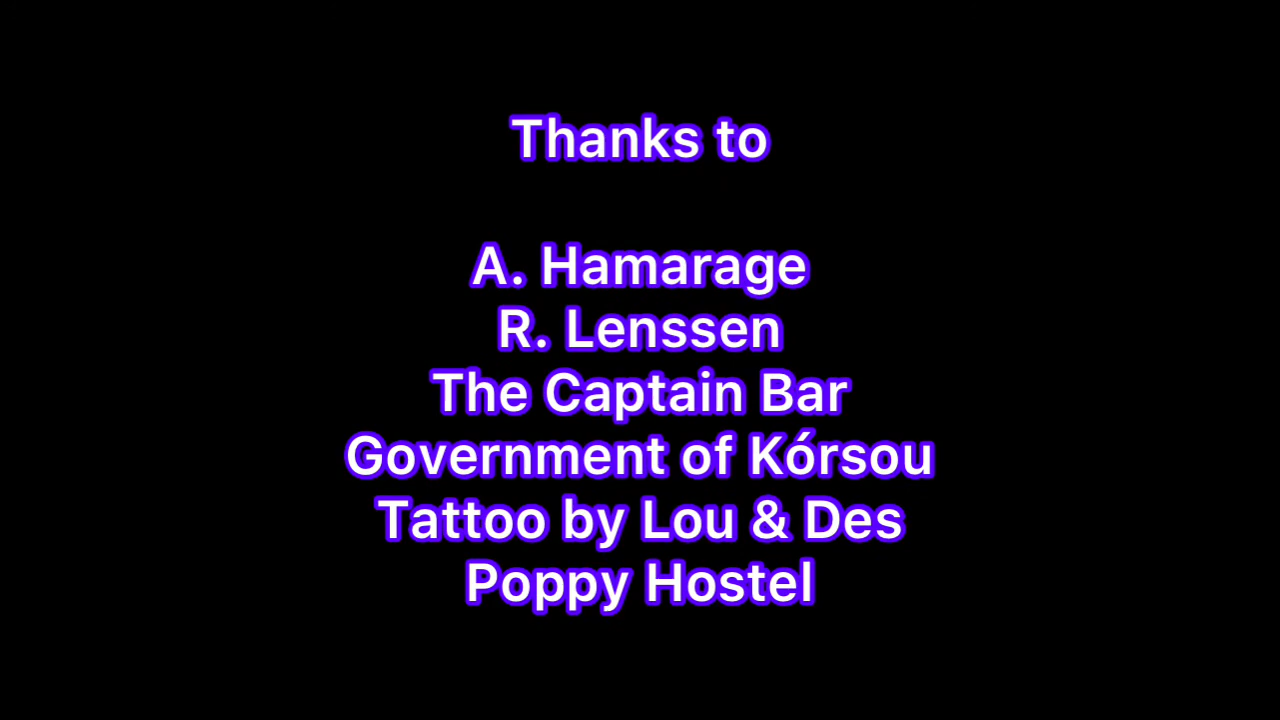 Thanks to
A. Hamarage
R. Lenssen
The Captain Bar
Government of Kórsou
Tattoo by Lou & Des
Poppy Hostel